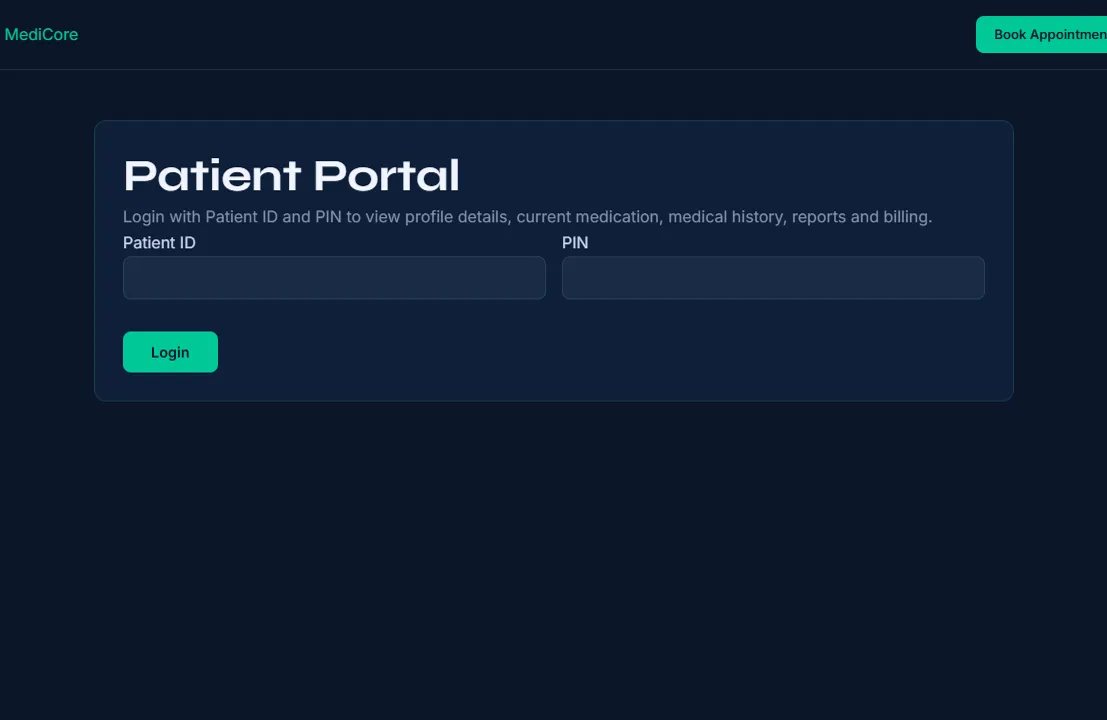 MediCore
Book Appointmen
Patient Portal
Login with Patient ID and PIN to view profile details, current medication, medical history, reports and billing.
Patient ID
PIN
Login